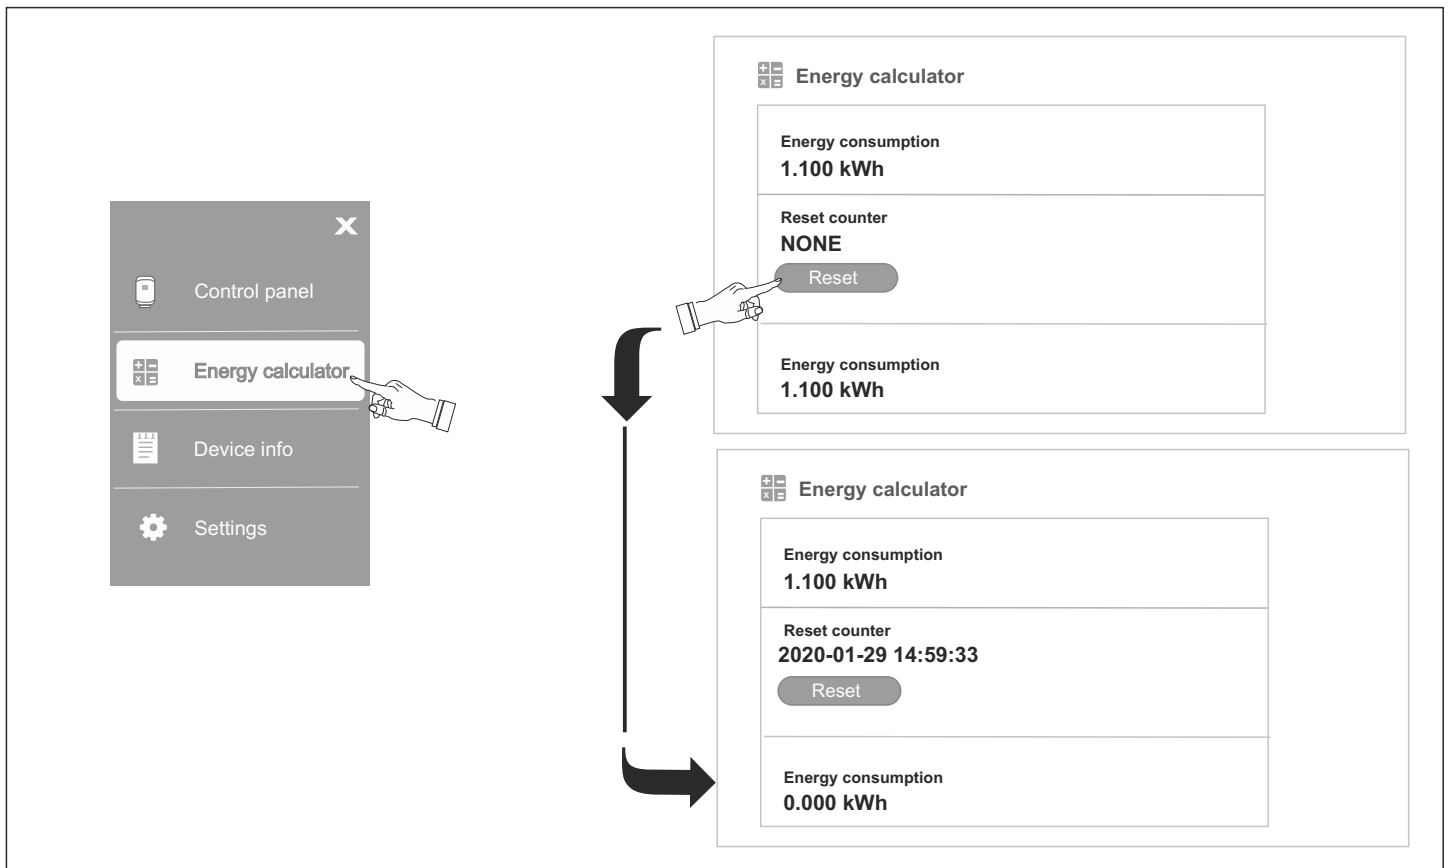 X
Control panel
Energy calculator
Device info
Settings
Energy calculator
Energy consumption
1.100 kWh
Reset counter
NONE
Reset
Energy consumption
1.100 kWh
Energy calculator
Energy consumption
1.100 kWh
Reset counter
2020-01-29 14:59:33
Reset
Energy consumption
0.000 kWh